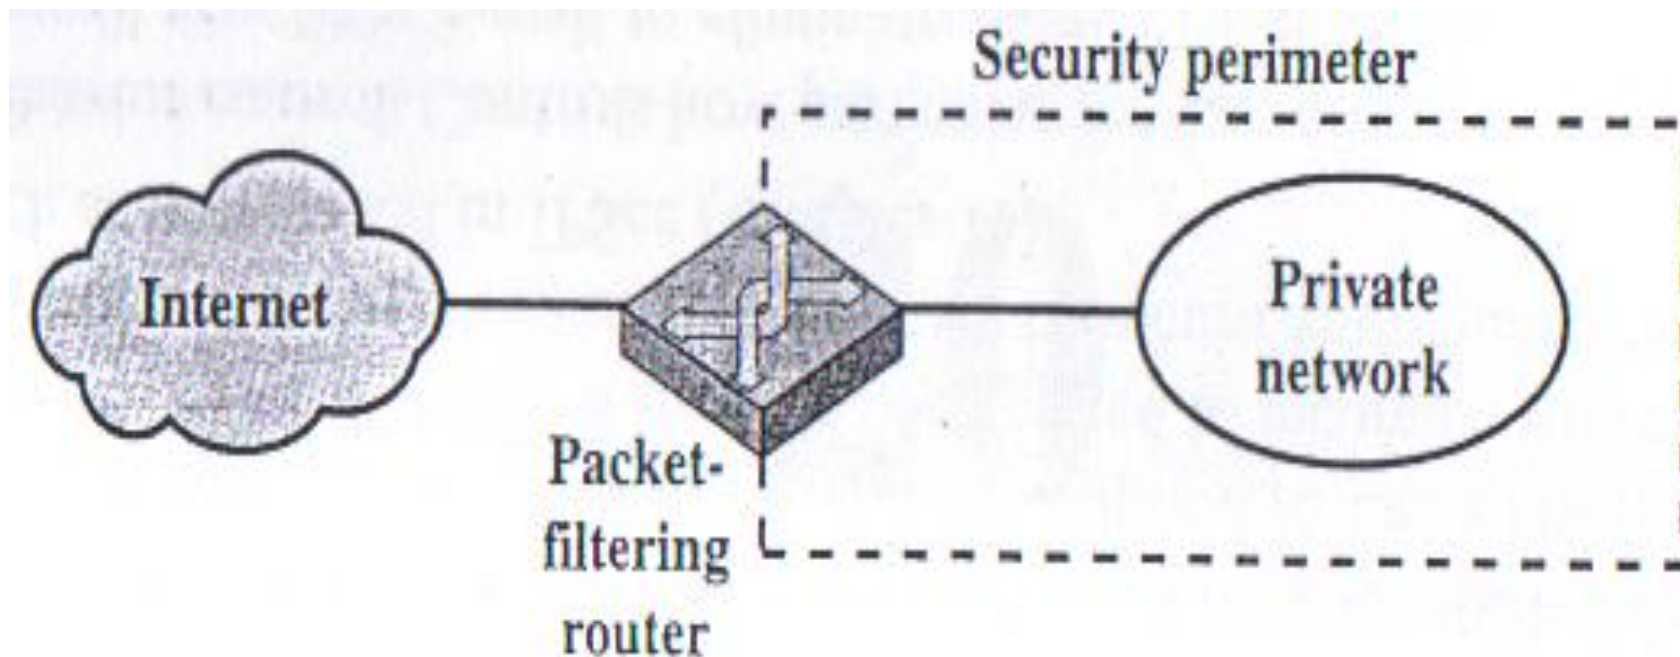 Security perimeter
Internet
Private
network
Packet-
filtering
router